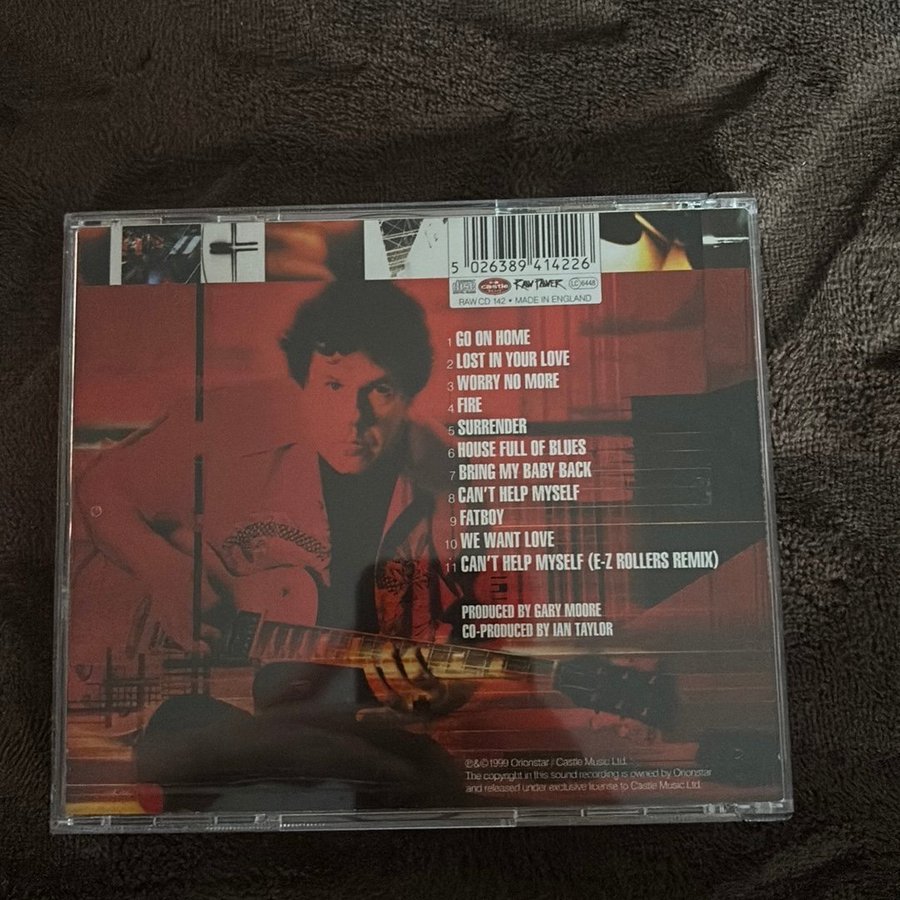 5 026389 414226
castle
RAW POWER
LC 6448
RAW CD 142 • MADE IN ENGLAND
1 GO ON HOME
2 LOST IN YOUR LOVE
3 WORRY NO MORE
4 FIRE
5 SURRENDER
6 HOUSE FULL OF BLUES
7 BRING MY BABY BACK
8 CAN'T HELP MYSELF
9 FATBOY
10 WE WANT LOVE
11 CAN'T HELP MYSELF (E-Z ROLLERS REMIX)
PRODUCED BY GARY MOORE
CO-PRODUCED BY IAN TAYLOR
℗&©1999 Orionstar / Castle Music Ltd.
The copyright in this sound recording is owned by Orionstar
and released under exclusive license to Castle Music Ltd.